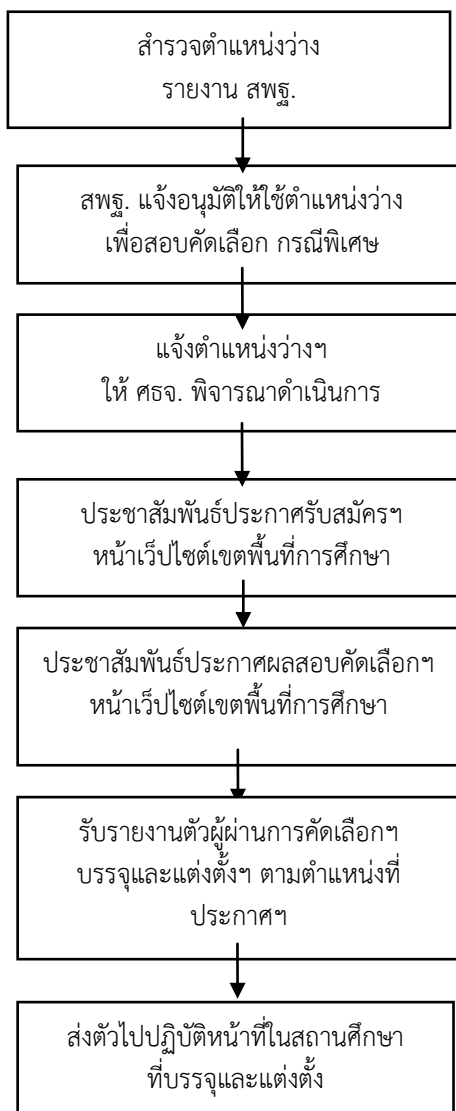 สำรวจตำแหน่งว่าง
รายงาน สพฐ.
สพฐ. แจ้งอนุมัติให้ใช้ตำแหน่งว่าง
เพื่อสอบคัดเลือก กรณีพิเศษ
แจ้งตำแหน่งว่างฯ
ให้ ศธจ. พิจารณาดำเนินการ
ประชาสัมพันธ์ประกาศรับสมัครฯ
หน้าเว็ปไซต์เขตพื้นที่การศึกษา
ประชาสัมพันธ์ประกาศผลสอบคัดเลือกฯ
หน้าเว็ปไซต์เขตพื้นที่การศึกษา
รับรายงานตัวผู้ผ่านการคัดเลือกฯ
บรรจุและแต่งตั้งฯ ตามตำแหน่งที่
ประกาศฯ
ส่งตัวไปปฏิบัติหน้าที่ในสถานศึกษา
ที่บรรจุและแต่งตั้ง